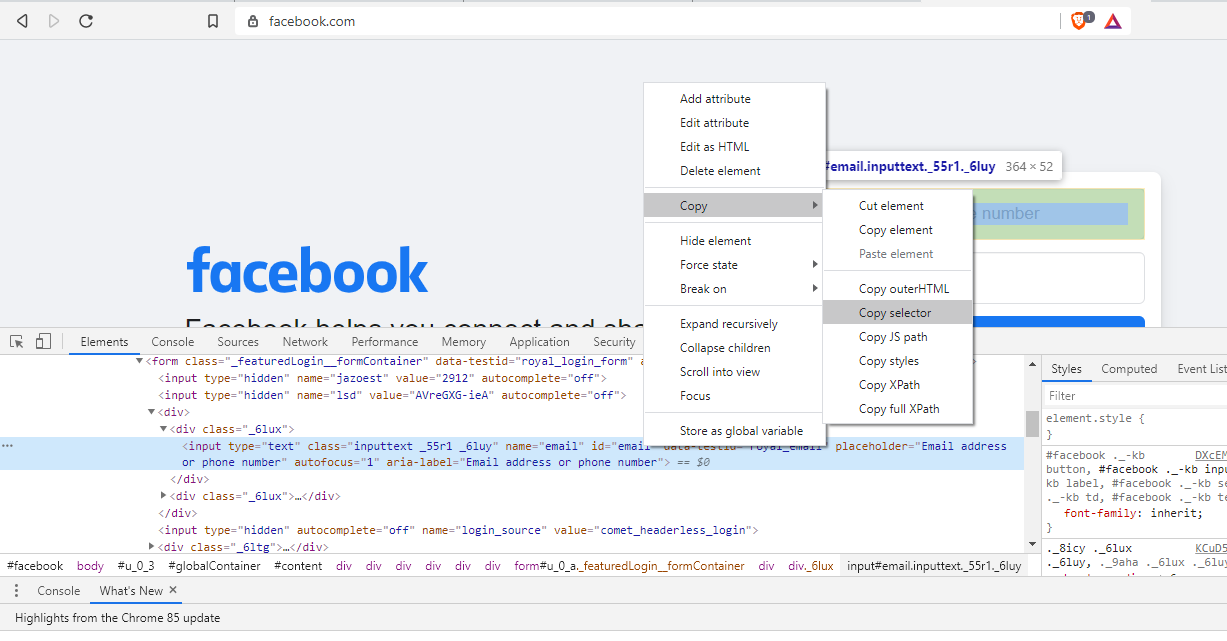 facebook.com
1
Add attribute
Edit attribute
Edit as HTML
Delete element
Copy
Hide element
Force state
Break on
Expand recursively
Collapse children
Scroll into view
Focus
Store as global variable
#email.inputtext._55r1._6luy 364 × 52
number
Cut element
Copy element
Paste element
Copy outerHTML
Copy selector
Copy JS path
Copy styles
Copy XPath
Copy full XPath
facebook
Facebook helps you connect and sha
Elements Console Sources Network Performance Memory Application Security
<form class="_featuredLogin__formContainer" data-testid="royal_login_form" a
<input type="hidden" name="jazoest" value="2912" autocomplete="off">
<input type="hidden" name="lsd" value="AVreGXG-ieA" autocomplete="off">
<div>
<div class="_6lux">
<input type="text" class="inputtext _55r1 _6luy" name="email" id="email" data-testid="royal_email" placeholder="Email address
or phone number" autofocus="1" aria-label="Email address or phone number"> == $0
</div>
<div class="_6lux">…</div>
</div>
<input type="hidden" autocomplete="off" name="login_source" value="comet_headerless_login">
<div class="_6ltg">…</div>
#facebook body #u_0_3 #globalContainer #content div div div div div div form#u_0_a._featuredLogin__formContainer div div._6lux input#email.inputtext._55r1._6luy
Styles Computed Event List
Filter
element.style {
}
#facebook ._-kb DXcEM
button, #facebook ._-kb inpu
kb label, #facebook ._-kb se
._-kb td, #facebook ._-kb te
font-family: inherit;
}
._8icy ._6lux KCuD5
._6luy, ._9aha ._6lux ._6luy
Console What's New ✕
Highlights from the Chrome 85 update